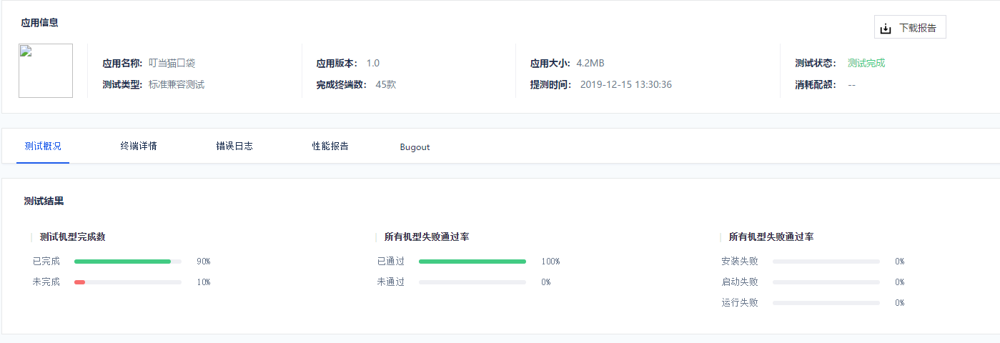 应用信息
下载报告
应用名称: 叮当猫口袋
应用版本: 1.0
应用大小: 4.2MB
测试状态: 测试完成
测试类型: 标准兼容测试
完成终端数: 45款
提测时间: 2019-12-15 13:30:36
消耗配额: --
测试概况
终端详情
错误日志
性能报告
Bugout
测试结果
测试机型完成数
已完成 90%
未完成 10%
所有机型失败通过率
已通过 100%
未通过 0%
所有机型失败通过率
安装失败 0%
启动失败 0%
运行失败 0%